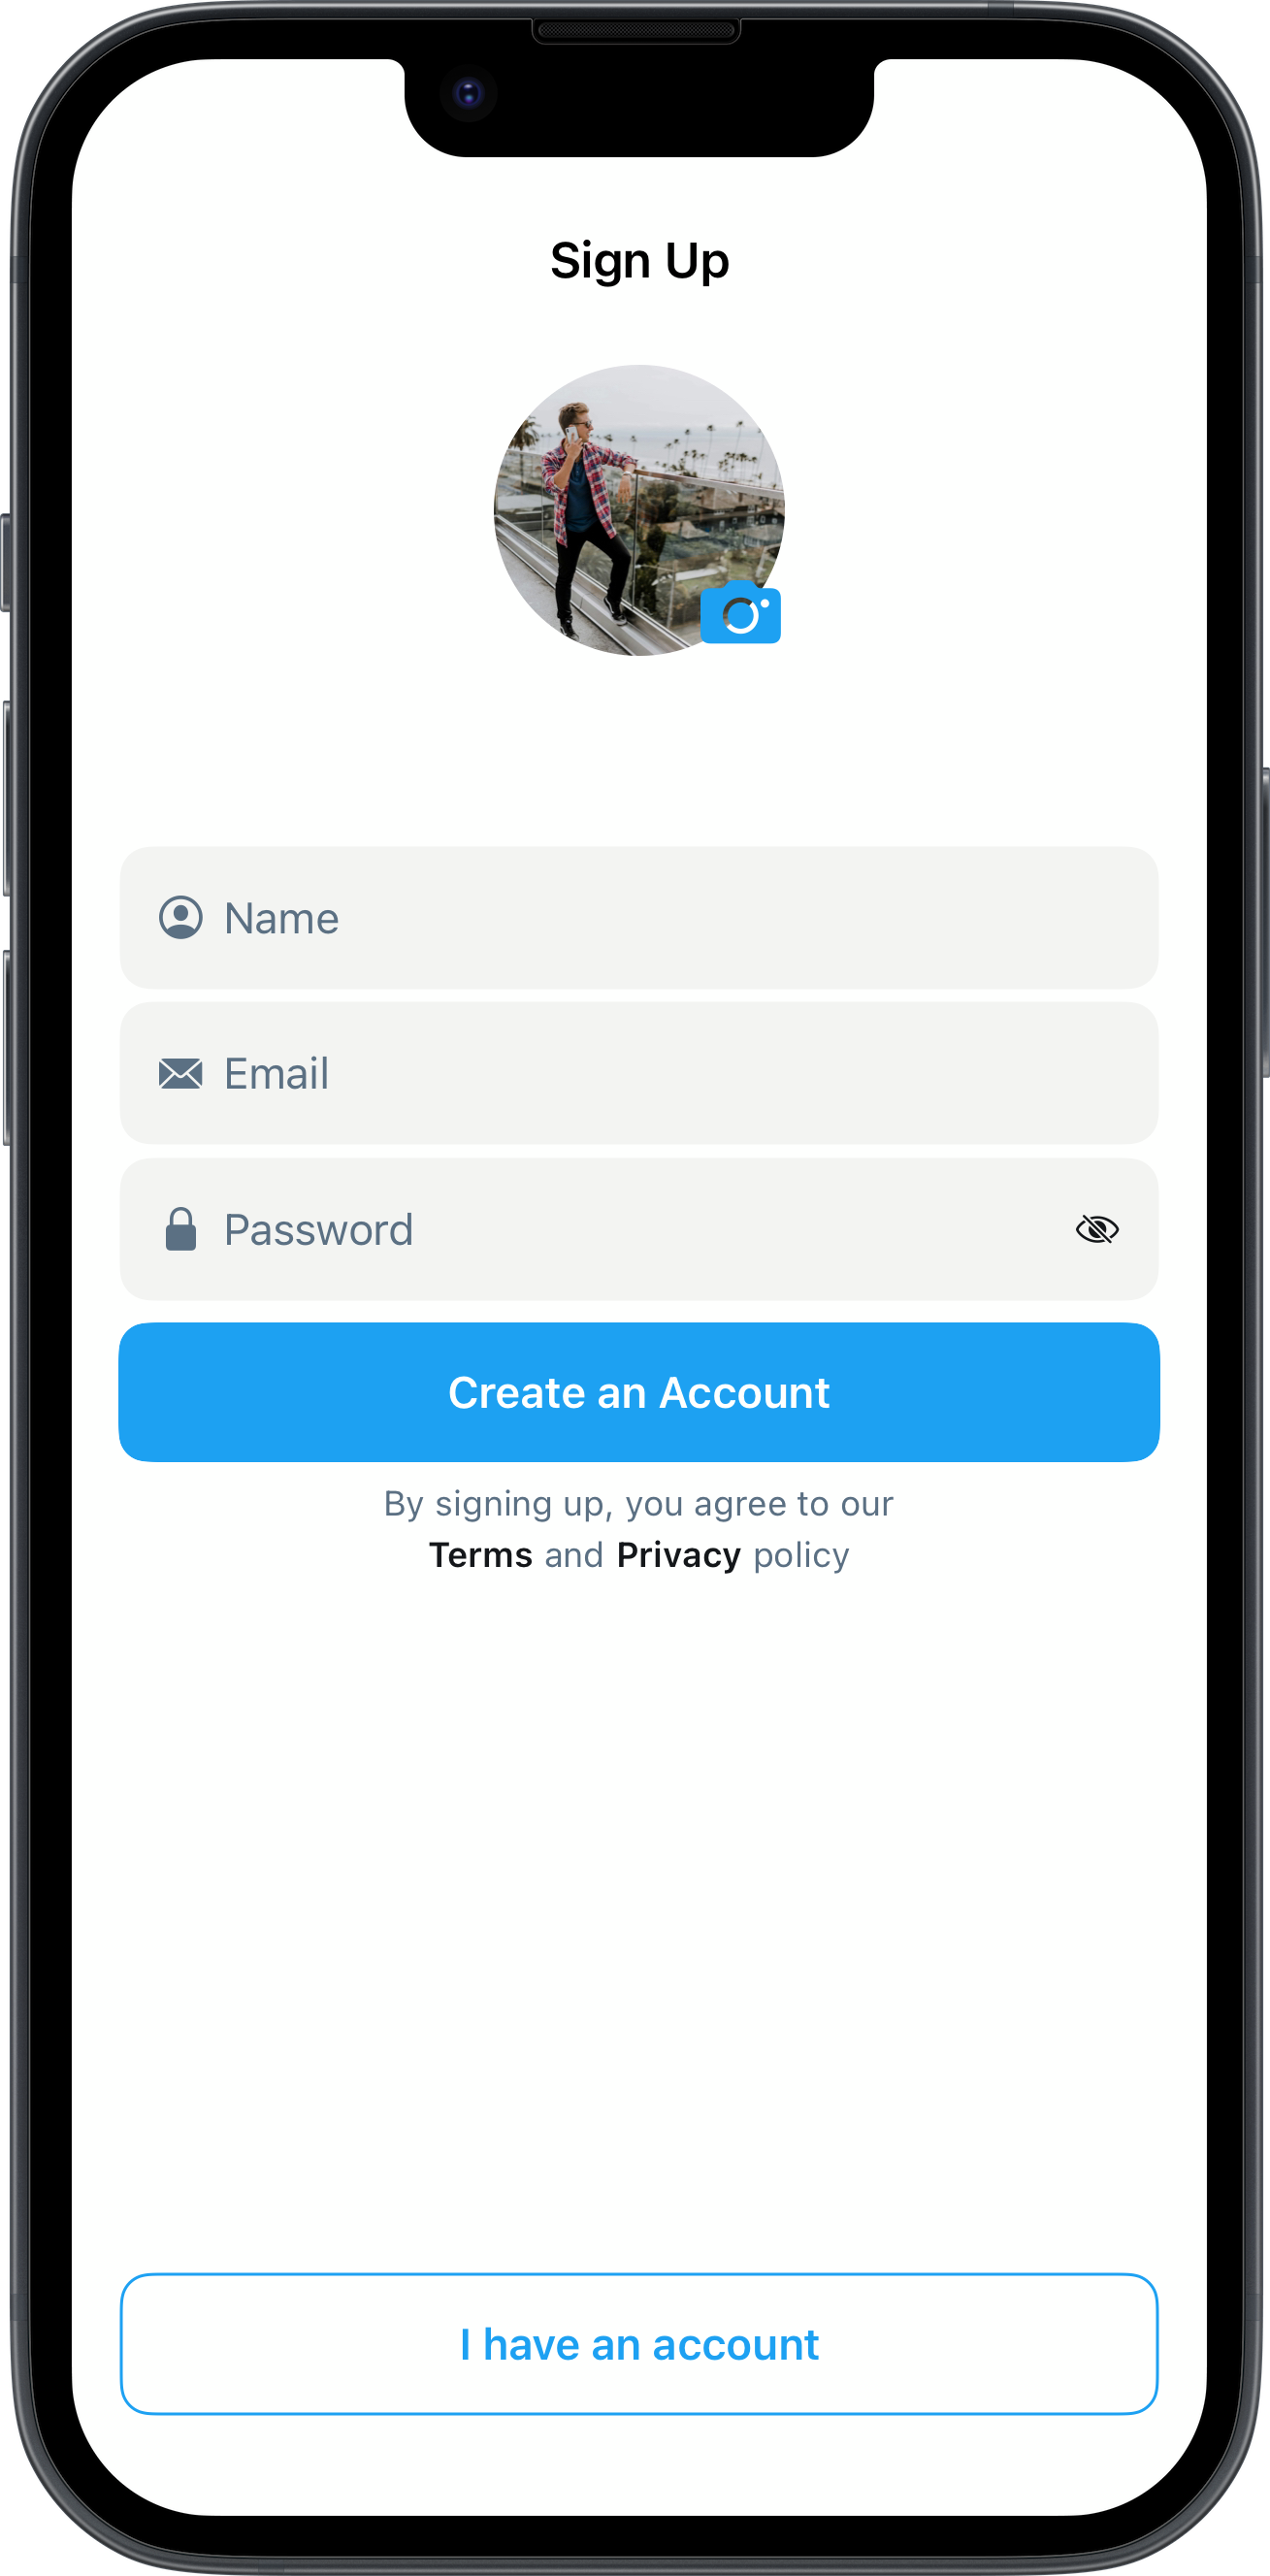 Sign Up
Name
Email
Password
Create an Account
By signing up, you agree to our
Terms and Privacy policy
I have an account